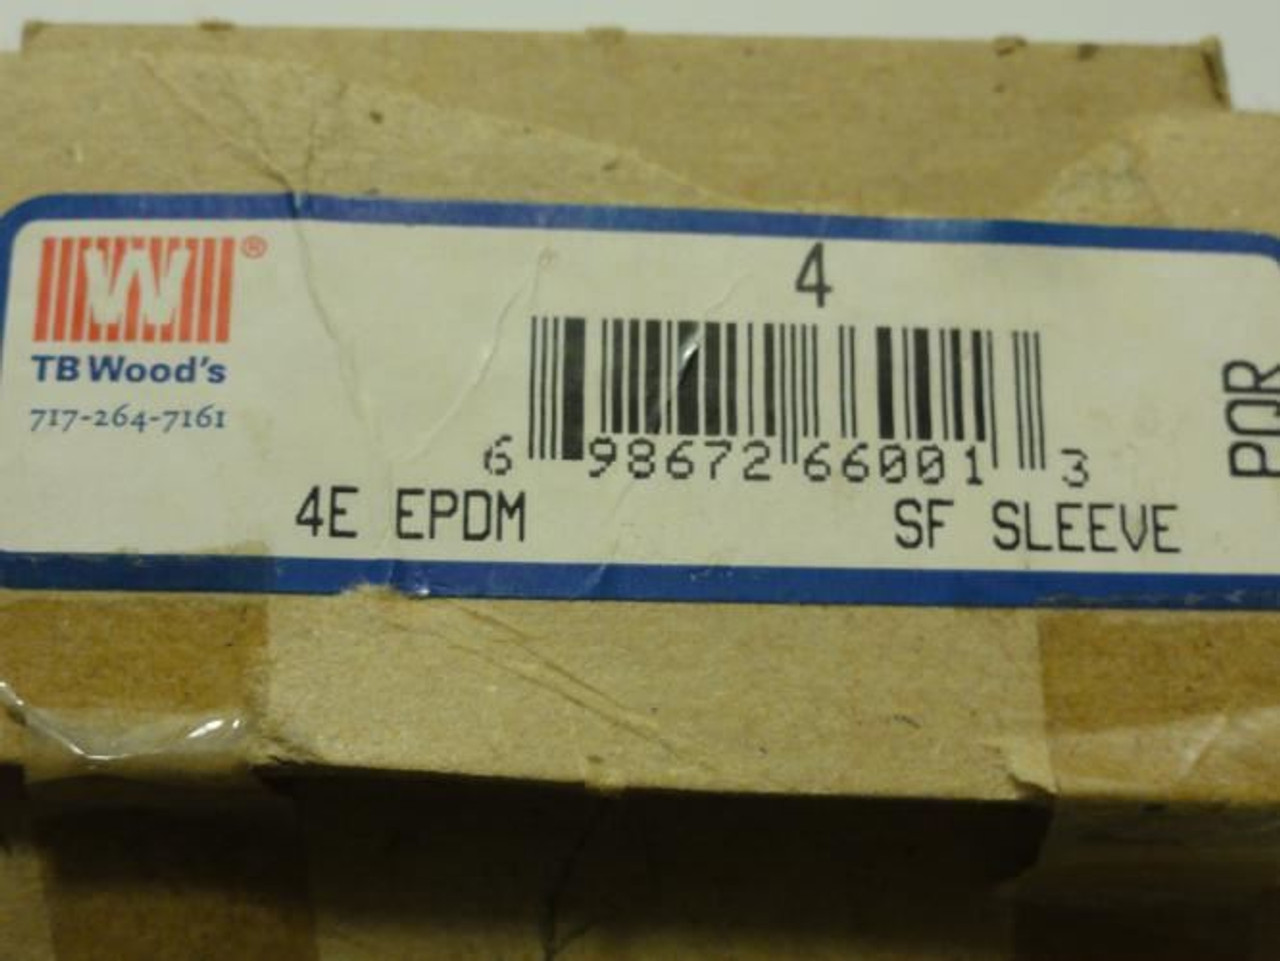 4
®
TB Wood's
717-264-7161
6 98672 66001 3
4E EPDM SF SLEEVE
PQR